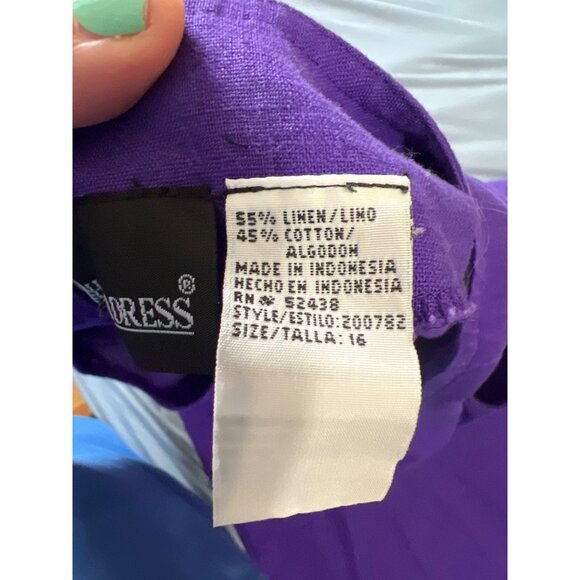 DRESS®
55% LINEN/LINO
45% COTTON/
ALGODON
MADE IN INDONESIA
HECHO EN INDONESIA
RN# 52438
STYLE/ESTILO:200782
SIZE/TALLA: 16